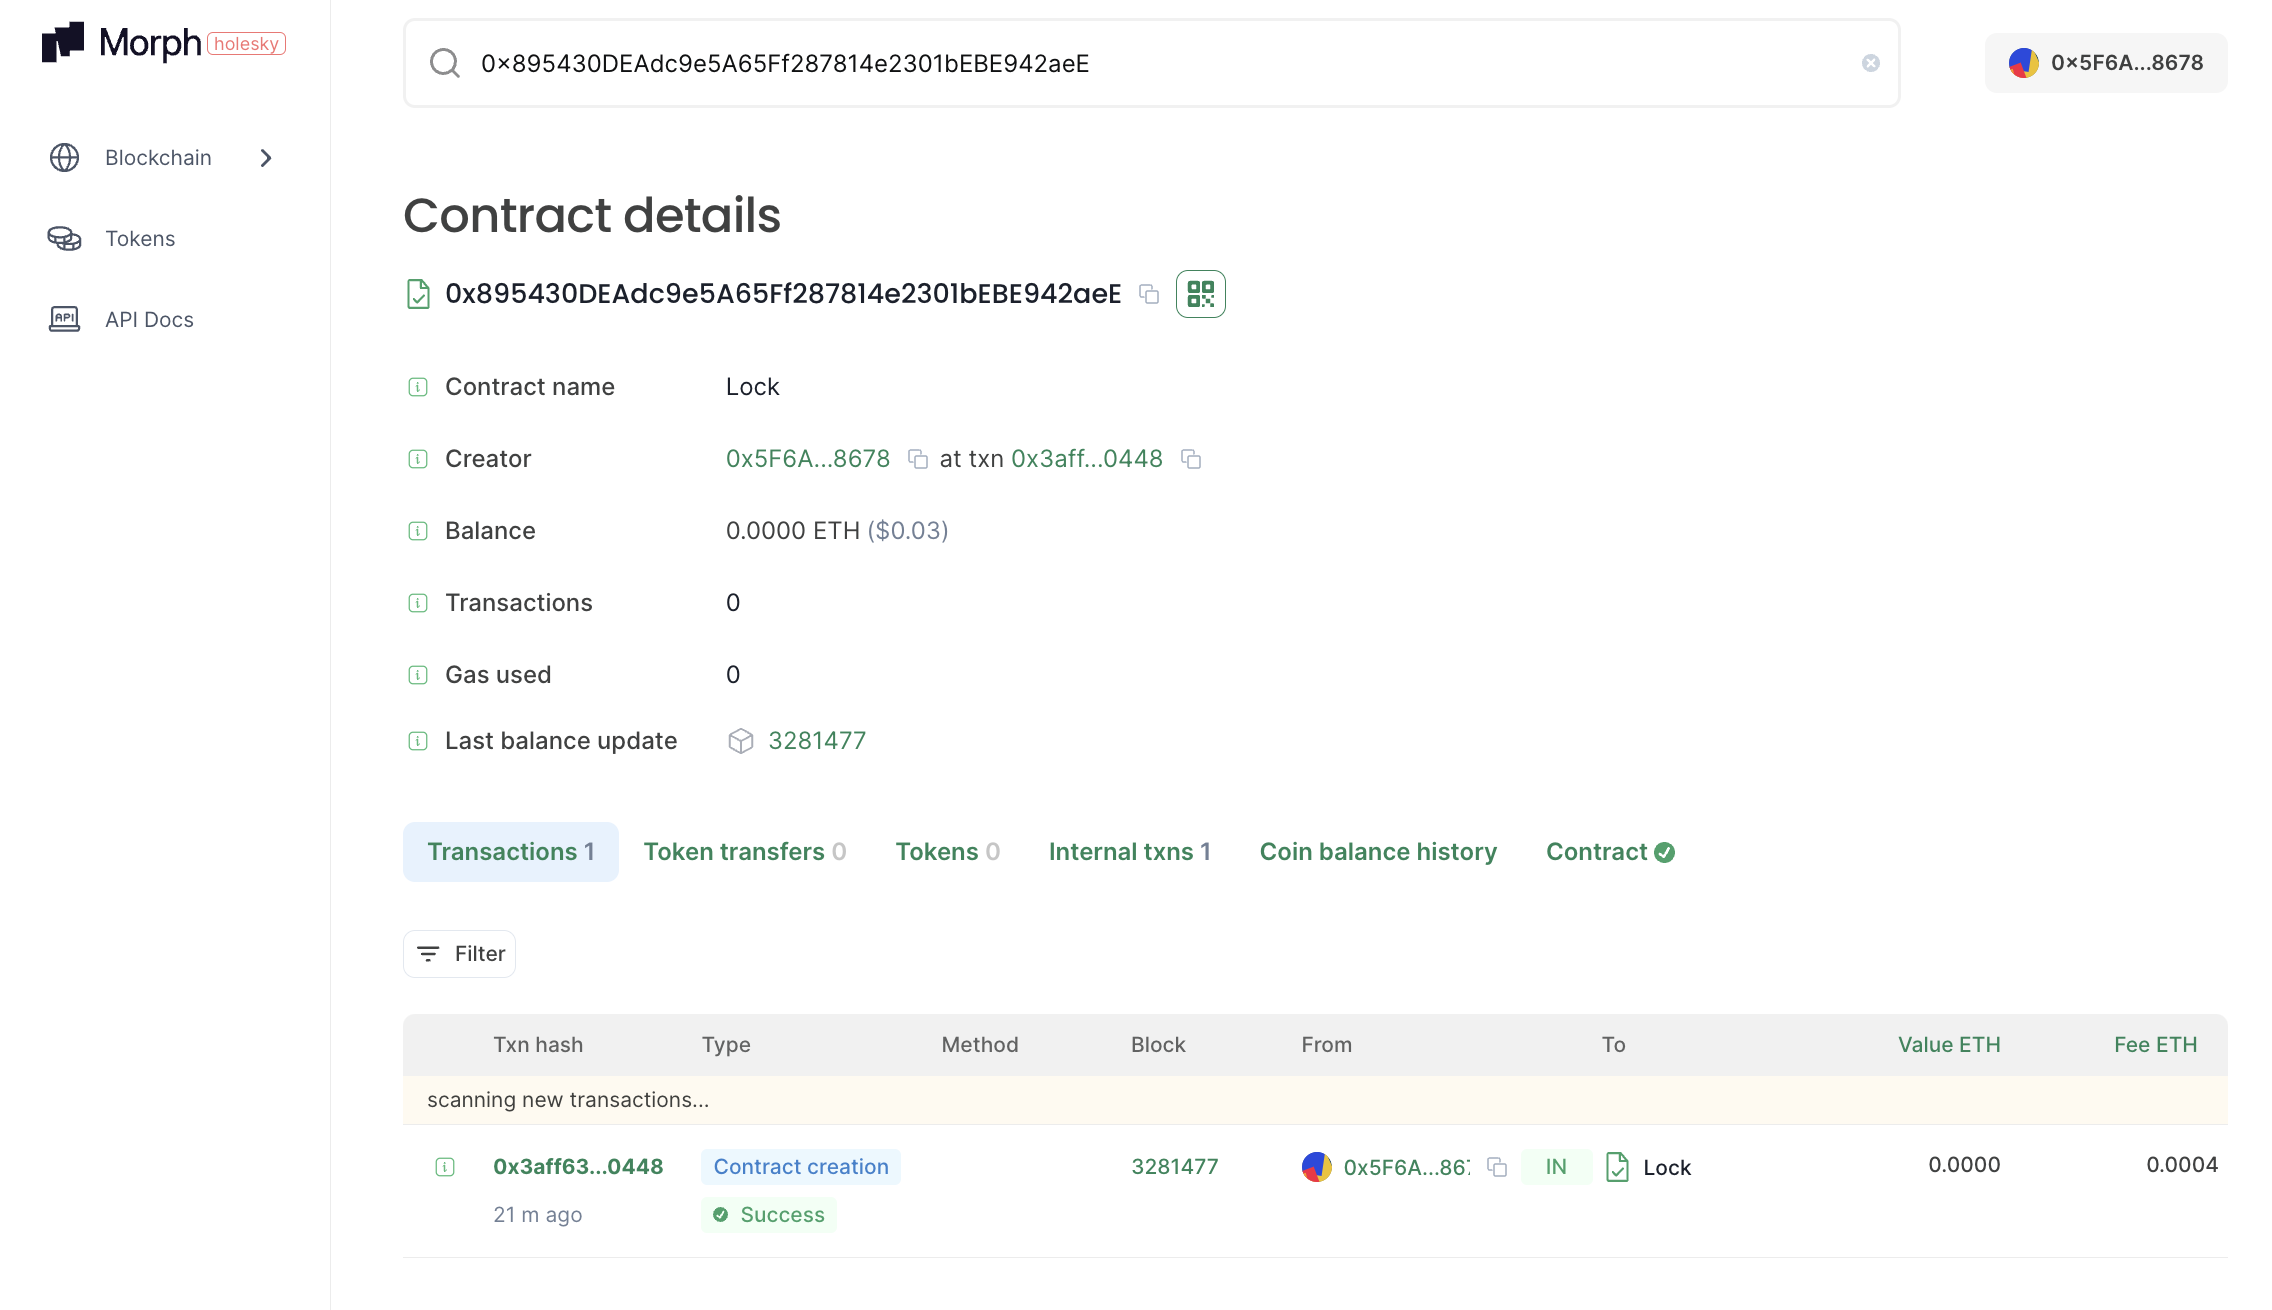 Morph holesky
0x895430DEAdc9e5A65Ff287814e2301bEBE942aeE
0x5F6A...8678
Blockchain
Tokens
API Docs
Contract details
0x895430DEAdc9e5A65Ff287814e2301bEBE942aeE
Contract name Lock
Creator 0x5F6A...8678 at txn 0x3aff...0448
Balance 0.0000 ETH ($0.03)
Transactions 0
Gas used 0
Last balance update 3281477
Transactions 1 Token transfers 0 Tokens 0 Internal txns 1 Coin balance history Contract
Filter
Txn hash Type Method Block From To Value ETH Fee ETH
scanning new transactions...
0x3aff63...0448 Contract creation 3281477 0x5F6A...867 IN Lock 0.0000 0.0004
21 m ago Success